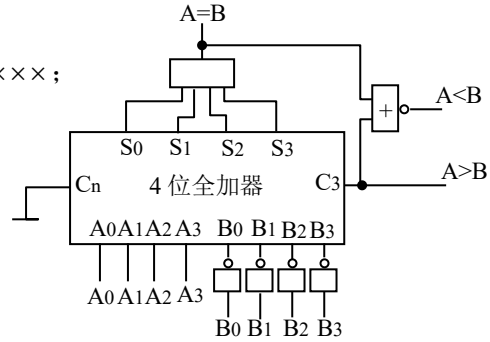 A=B
×××；
+
A<B
S0 S1 S2 S3
Cn 4 位全加器 C3
A>B
A0 A1 A2 A3 B0 B1 B2 B3
A0 A1 A2 A3
B0 B1 B2 B3